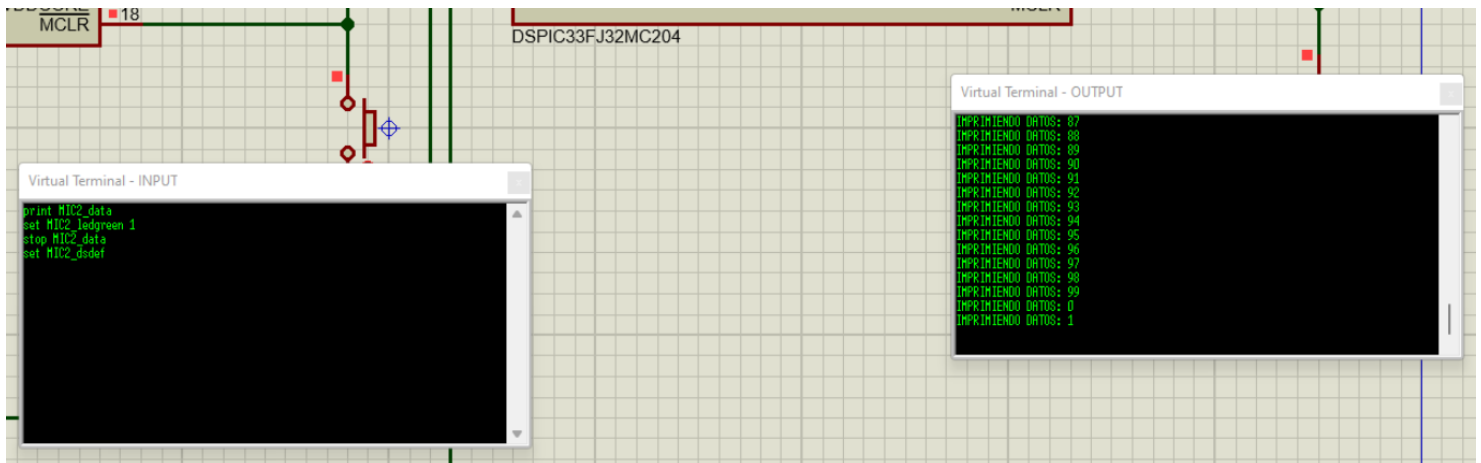 18
MCLR
DSPIC33FJ32MC204
Virtual Terminal - INPUT
print MIC2_data
set MIC2_ledgreen 1
stop MIC2_data
set MIC2_dsdef
Virtual Terminal - OUTPUT
IMPRIMIENDO DATOS: 87
IMPRIMIENDO DATOS: 88
IMPRIMIENDO DATOS: 89
IMPRIMIENDO DATOS: 90
IMPRIMIENDO DATOS: 91
IMPRIMIENDO DATOS: 92
IMPRIMIENDO DATOS: 93
IMPRIMIENDO DATOS: 94
IMPRIMIENDO DATOS: 95
IMPRIMIENDO DATOS: 96
IMPRIMIENDO DATOS: 97
IMPRIMIENDO DATOS: 98
IMPRIMIENDO DATOS: 99
IMPRIMIENDO DATOS: 0
IMPRIMIENDO DATOS: 1